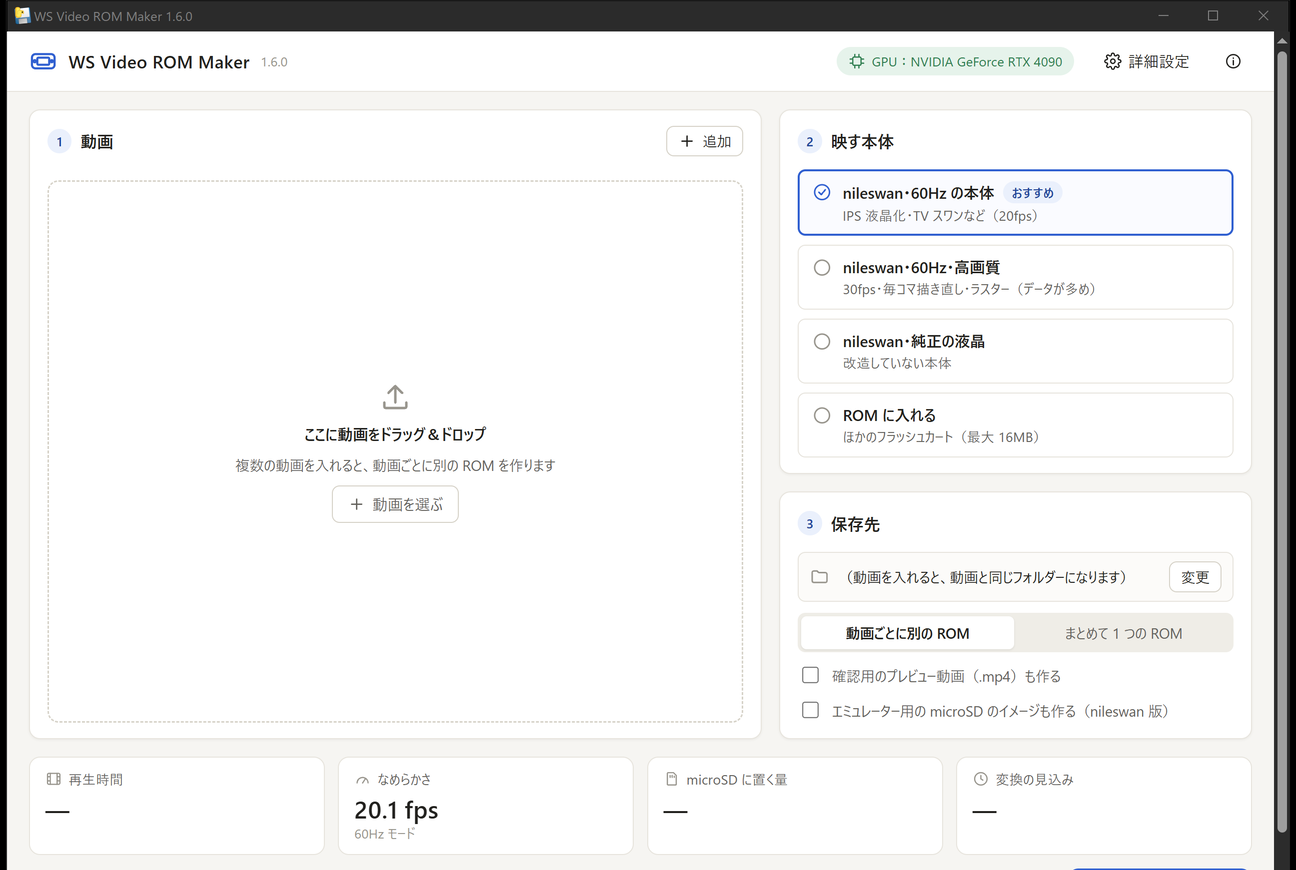 WS Video ROM Maker 1.6.0
WS Video ROM Maker 1.6.0
GPU：NVIDIA GeForce RTX 4090
詳細設定
1 動画
＋ 追加
ここに動画をドラッグ＆ドロップ
複数の動画を入れると、動画ごとに別の ROM を作ります
＋ 動画を選ぶ
2 映す本体
nileswan・60Hz の本体 おすすめ
IPS 液晶化・TV スワンなど（20fps）
nileswan・60Hz・高画質
30fps・毎コマ描き直し・ラスター（データが多め）
nileswan・純正の液晶
改造していない本体
ROM に入れる
ほかのフラッシュカート（最大 16MB）
3 保存先
（動画を入れると、動画と同じフォルダーになります）
変更
動画ごとに別の ROM
まとめて 1 つの ROM
確認用のプレビュー動画（.mp4）も作る
エミュレーター用の microSD のイメージも作る（nileswan 版）
再生時間
—
なめらかさ
20.1 fps
60Hz モード
microSD に置く量
—
変換の見込み
—